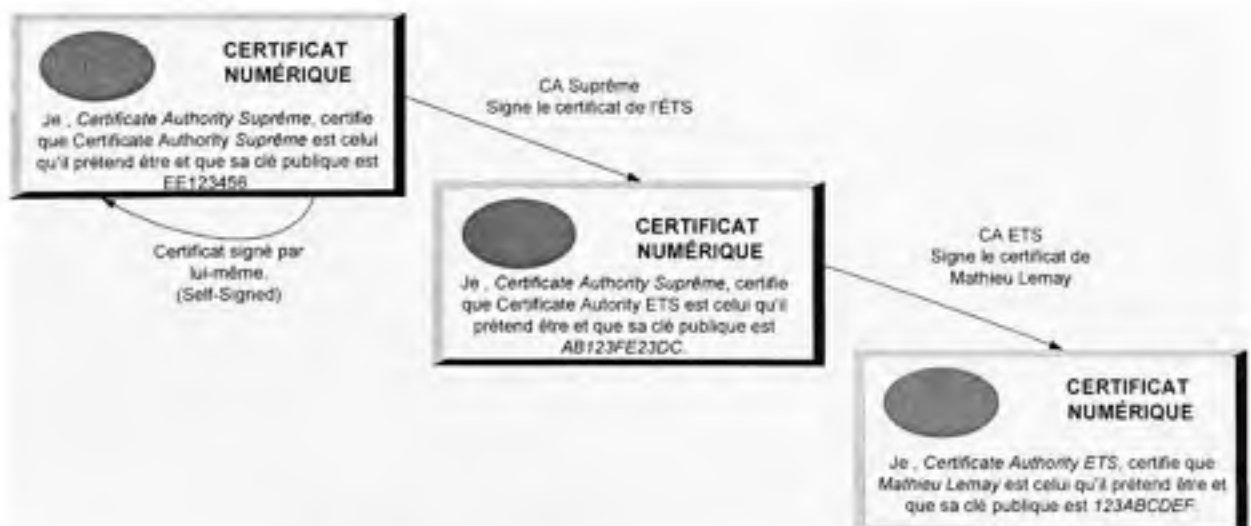 CERTIFICAT
NUMÉRIQUE
Je , Certificate Authority Suprême, certifie
que Certificate Authority Suprême est celui
qu'il prétend être et que sa clé publique est
EE123456
Certificat signé par
lui-même.
(Self-Signed)
CA Suprême
Signe le certificat de l'ÉTS
CERTIFICAT
NUMÉRIQUE
Je , Certificate Authority Suprême, certifie
que Certificate Autority ETS est celui qu'il
prétend être et que sa clé publique est
AB123FE23DC.
CA ETS
Signe le certificat de
Mathieu Lemay
CERTIFICAT
NUMÉRIQUE
Je , Certificate Authority ETS, certifie que
Mathieu Lemay est celui qu'il prétend être et
que sa clé publique est 123ABCDEF.